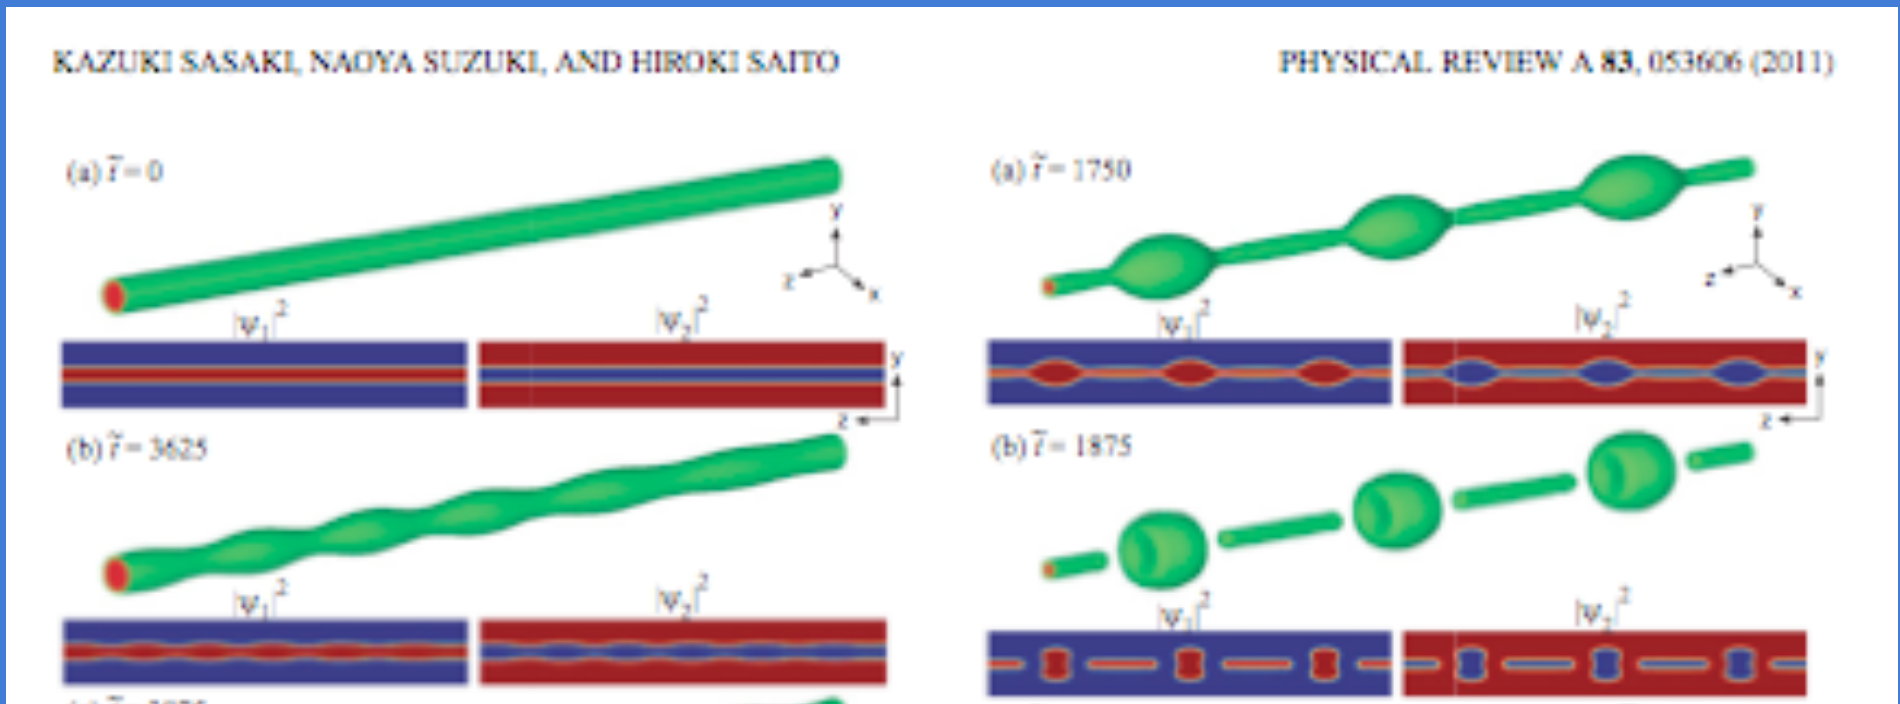 KAZUKI SASAKI, NAOYA SUZUKI, AND HIROKI SAITO
PHYSICAL REVIEW A 83, 053606 (2011)
(a) t̃ = 0
y
z
x
|ψ₁|²
|ψ₂|²
y
z
(b) t̃ = 3625
|ψ₁|²
|ψ₂|²
(a) t̃ = 1750
y
z
x
|ψ₁|²
|ψ₂|²
y
z
(b) t̃ = 1875
|ψ₁|²
|ψ₂|²